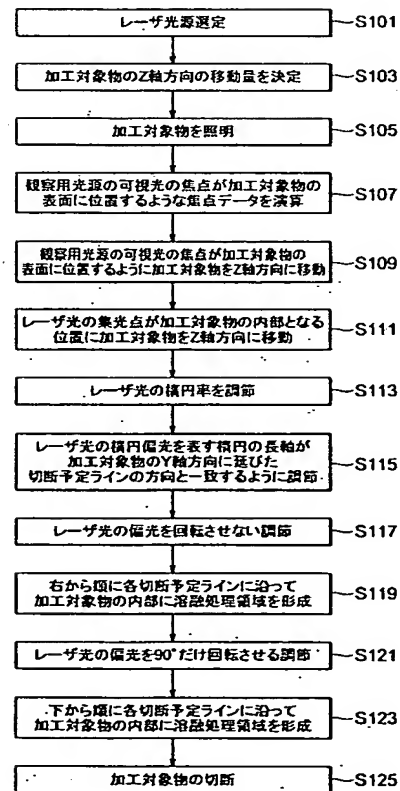 レーザ光源選定
S101
加工対象物のZ軸方向の移動量を決定
S103
加工対象物を照明
S105
観察用光源の可視光の焦点が加工対象物の
表面に位置するような焦点データを演算
S107
観察用光源の可視光の焦点が加工対象物の
表面に位置するように加工対象物をZ軸方向に移動
S109
レーザ光の集光点が加工対象物の内部となる
位置に加工対象物をZ軸方向に移動
S111
レーザ光の楕円率を調節
S113
レーザ光の楕円偏光を表す楕円の長軸が
加工対象物のY軸方向に延びた
切断予定ラインの方向と一致するように調節
S115
レーザ光の偏光を回転させない調節
S117
右から順に各切断予定ラインに沿って
加工対象物の内部に溶融処理領域を形成
S119
レーザ光の偏光を90°だけ回転させる調節
S121
下から順に各切断予定ラインに沿って
加工対象物の内部に溶融処理領域を形成
S123
加工対象物の切断
S125